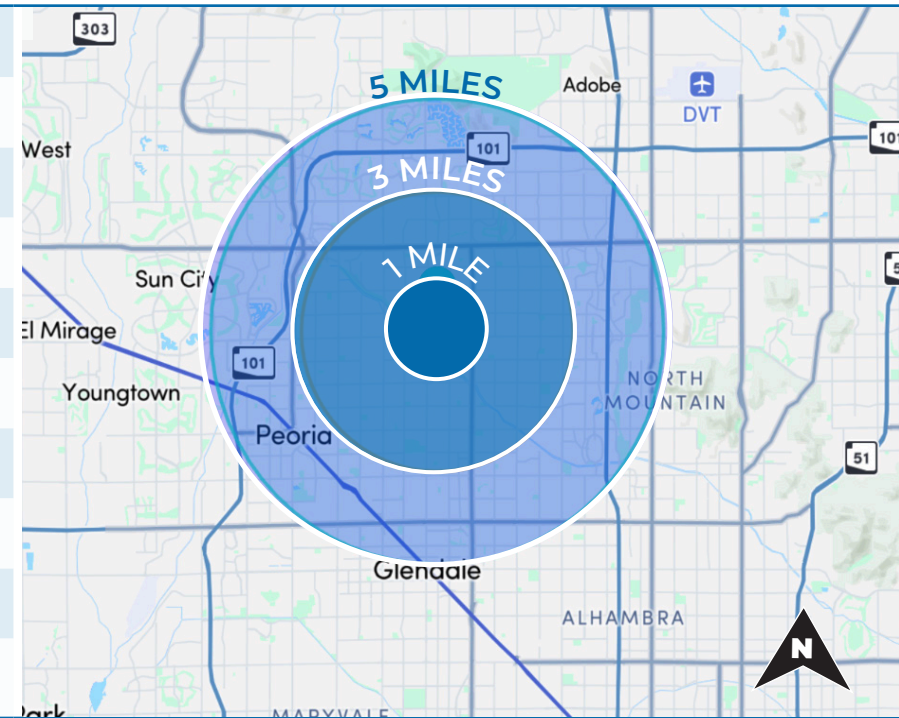 303
5 MILES
Adobe
DVT
101
101
West
3 MILES
1 MILE
Sun City
El Mirage
101
Youngtown
NORTH
MOUNTAIN
Peoria
51
Glendale
ALHAMBRA
N